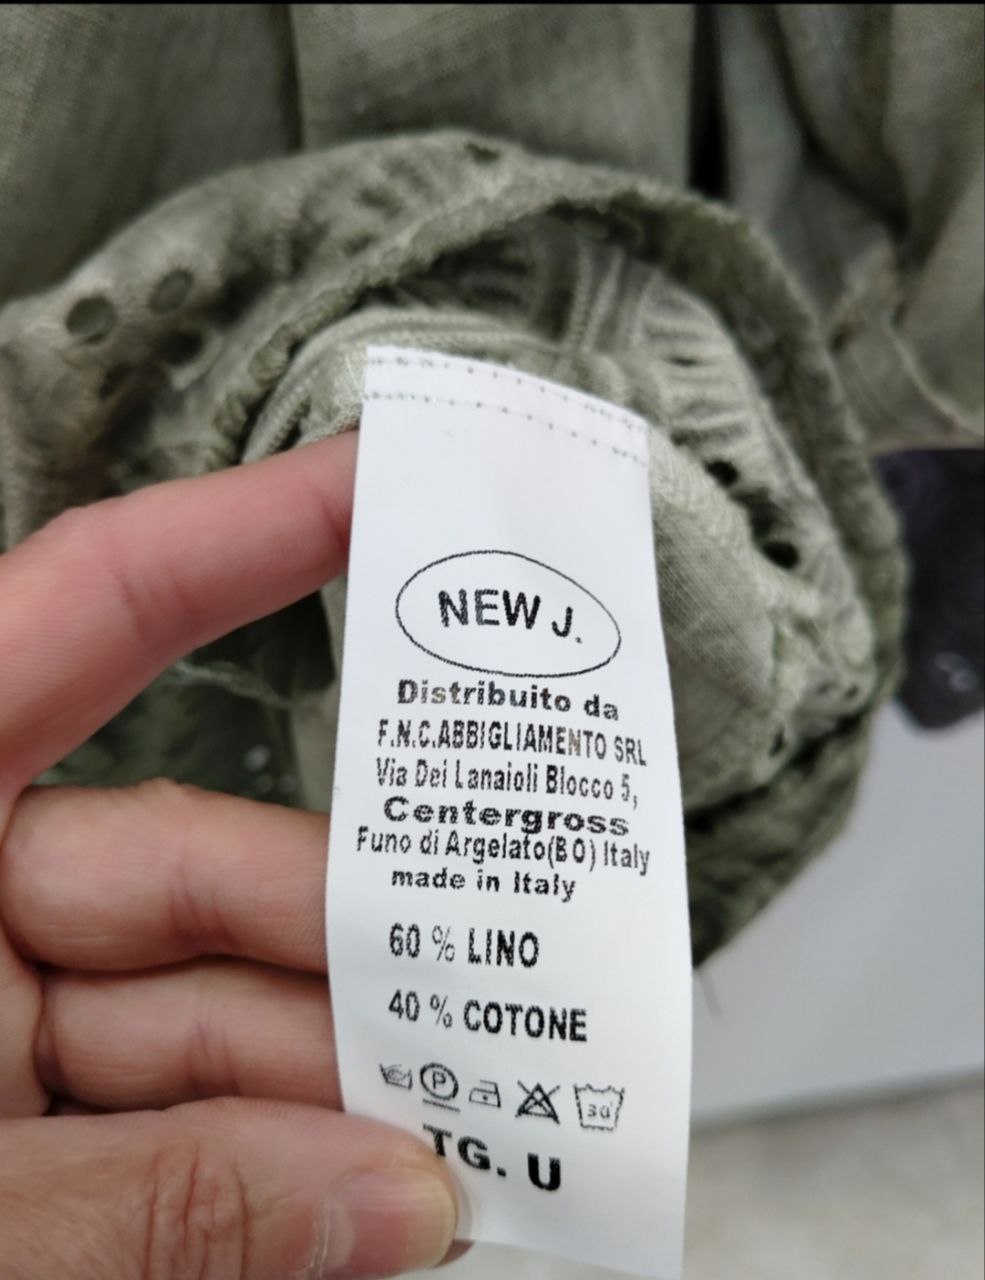 NEW J.
Distribuito da
F.N.C.ABBIGLIAMENTO SRL
Via Dei Lanaioli Blocco 5,
Centergross
Funo di Argelato(BO) Italy
made in Italy
60 % LINO
40 % COTONE
P 30°
TG. U